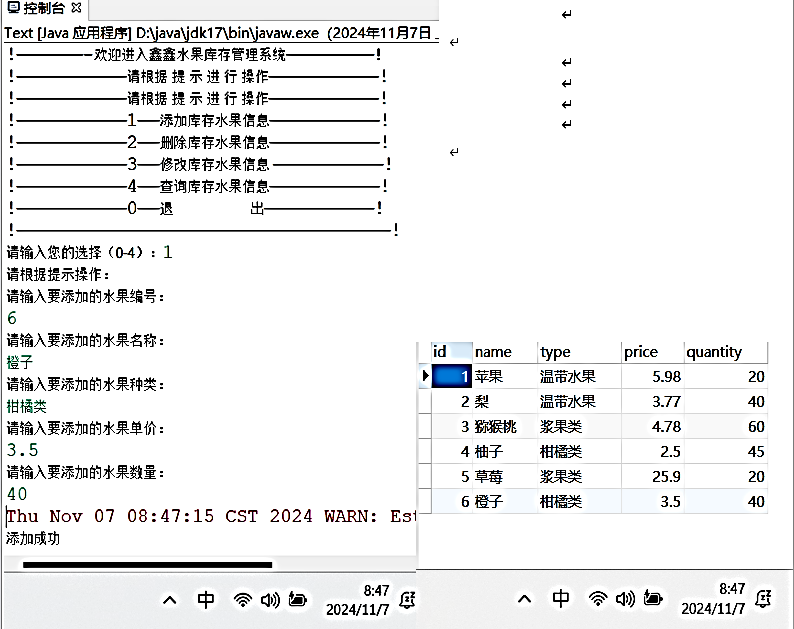 控制台
Text [Java 应用程序] D:\java\jdk17\bin\javaw.exe (2024年11月7日
!—————————欢迎进入鑫鑫水果库存管理系统—————————!
!————————————请根据 提 示 进 行 操作————————————!
!————————————请根据 提 示 进 行 操作————————————!
!————————————1——添加库存水果信息————————————!
!————————————2——删除库存水果信息————————————!
!————————————3——修改库存水果信息————————————!
!————————————4——查询库存水果信息————————————!
!————————————0——退 出————————————!
!————————————————————————————————————————!
请输入您的选择（0-4）：1
请根据提示操作：
请输入要添加的水果编号：
6
请输入要添加的水果名称：
橙子
请输入要添加的水果种类：
柑橘类
请输入要添加的水果单价：
3.5
请输入要添加的水果数量：
40
Thu Nov 07 08:47:15 CST 2024 WARN: Est
添加成功
中 8:47
2024/11/7
id name type price quantity
1 苹果 温带水果 5.98 20
2 梨 温带水果 3.77 40
3 猕猴桃 浆果类 4.78 60
4 柚子 柑橘类 2.5 45
5 草莓 浆果类 25.9 20
6 橙子 柑橘类 3.5 40
中 8:47
2024/11/7